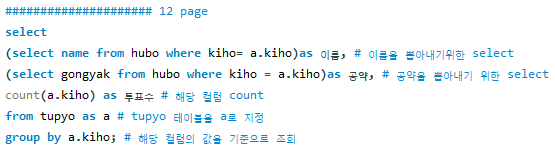 ##################### 12 page
select
(select name from hubo where kiho= a.kiho)as 이름, # 이름을 뽑아내기위한 select
(select gongyak from hubo where kiho = a.kiho)as 공약, # 공약을 뽑아내기 위한 select
count(a.kiho) as 투표수 # 해당 컬럼 count
from tupyo as a # tupyo 테이블을 a로 지정
group by a.kiho; # 해당 컬럼의 값을 기준으로 조회